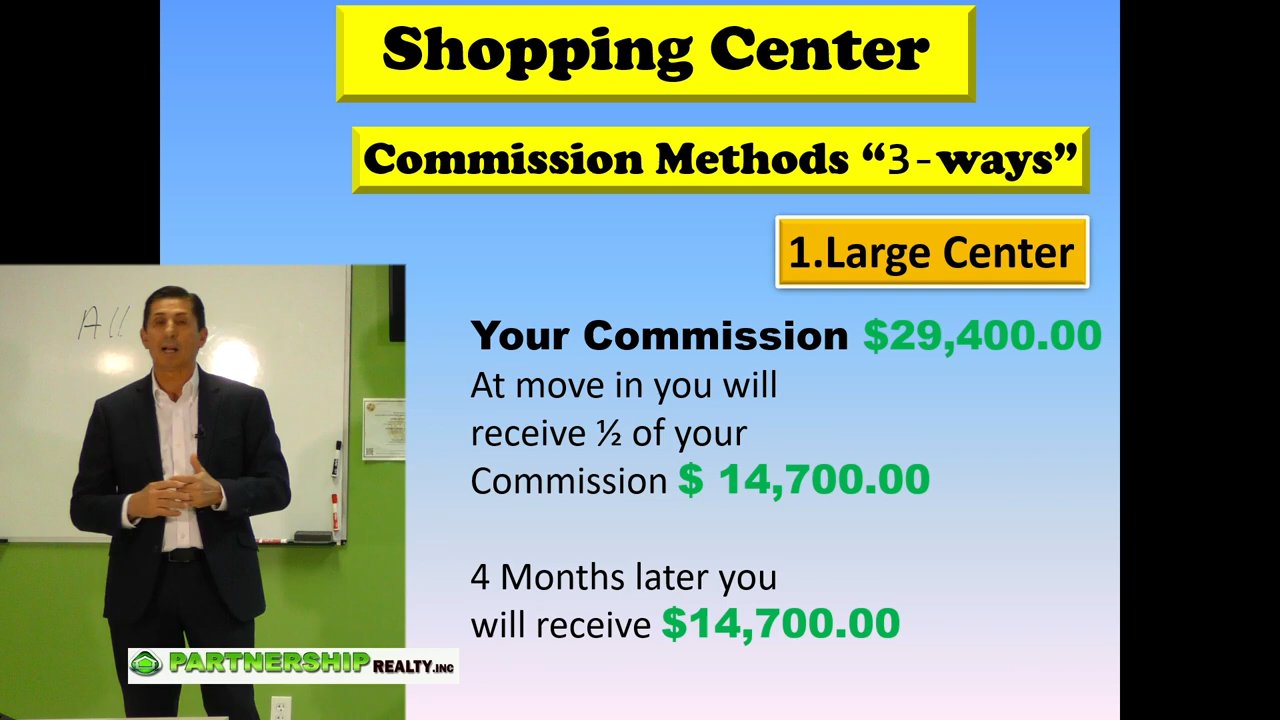 Shopping Center
Commission Methods “3-ways”
1.Large Center
All
Your Commission $29,400.00
At move in you will
receive ½ of your
Commission $ 14,700.00
4 Months later you
will receive $14,700.00
PARTNERSHIP REALTY.INC